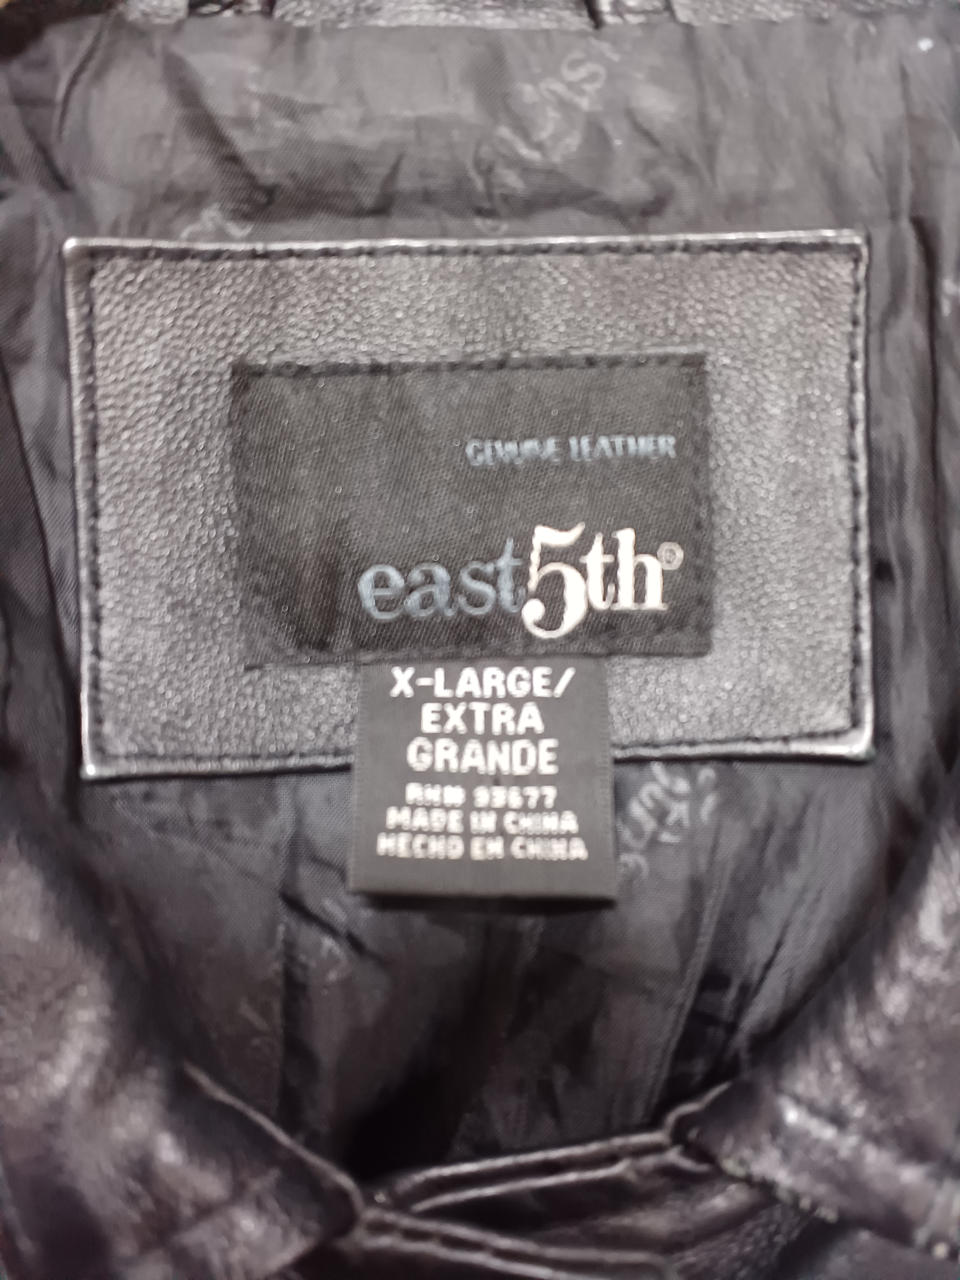 GENUINE LEATHER
east5th®
X-LARGE/
EXTRA
GRANDE
RN# 93677
MADE IN CHINA
HECHO EN CHINA